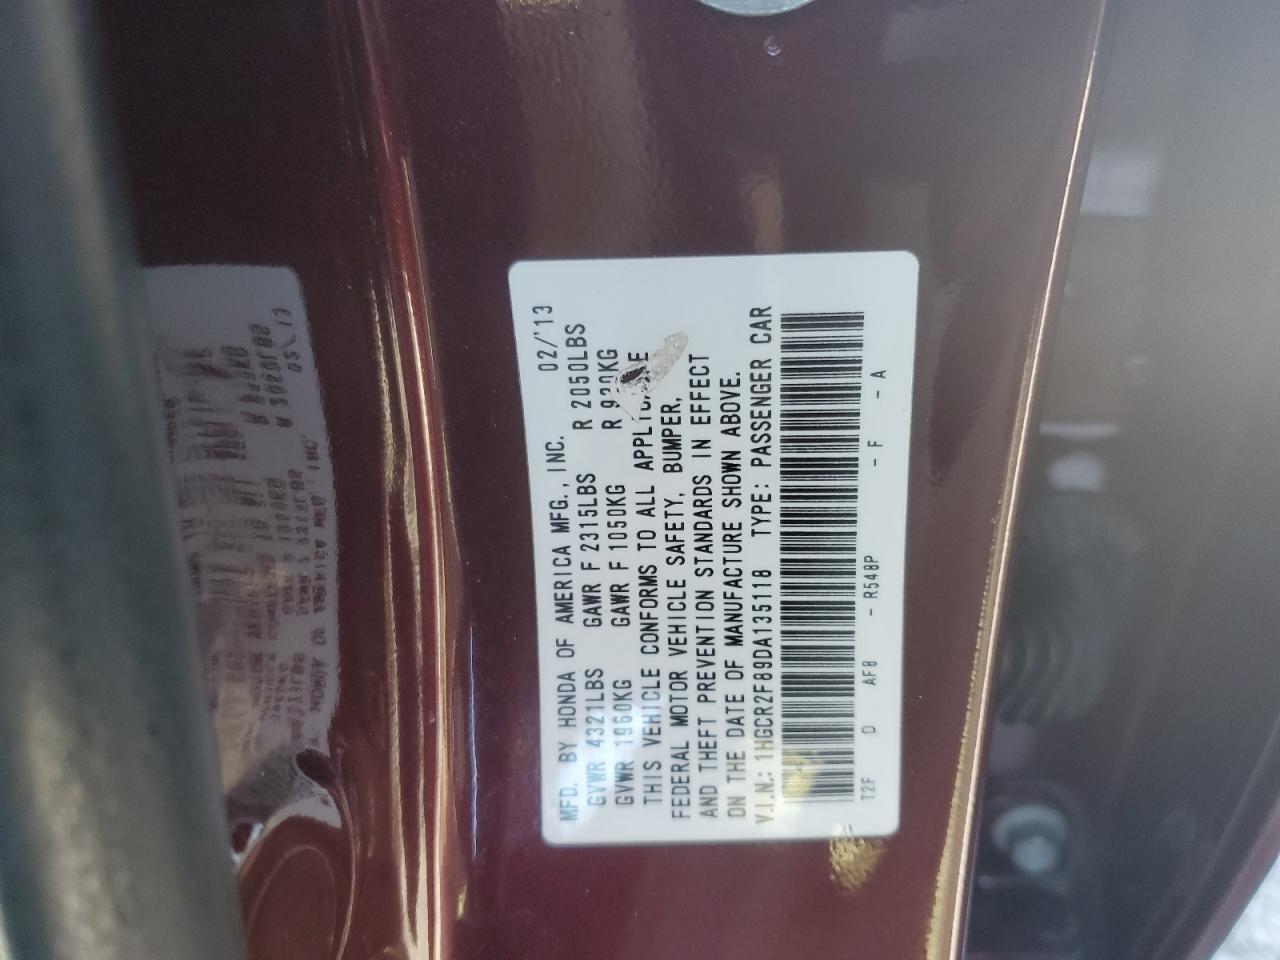 MFD. BY HONDA OF AMERICA MFG., INC. 02/'13
GVWR 4321LBS GAWR F 2315LBS R 2050LBS
GVWR 1960KG GAWR F 1050KG R 930KG
THIS VEHICLE CONFORMS TO ALL APPLICABLE
FEDERAL MOTOR VEHICLE SAFETY, BUMPER,
AND THEFT PREVENTION STANDARDS IN EFFECT
ON THE DATE OF MANUFACTURE SHOWN ABOVE.
V.I.N.: 1HGCR2F89DA135118 TYPE: PASSENGER CAR
T2F D AF8 - R548P - F - A